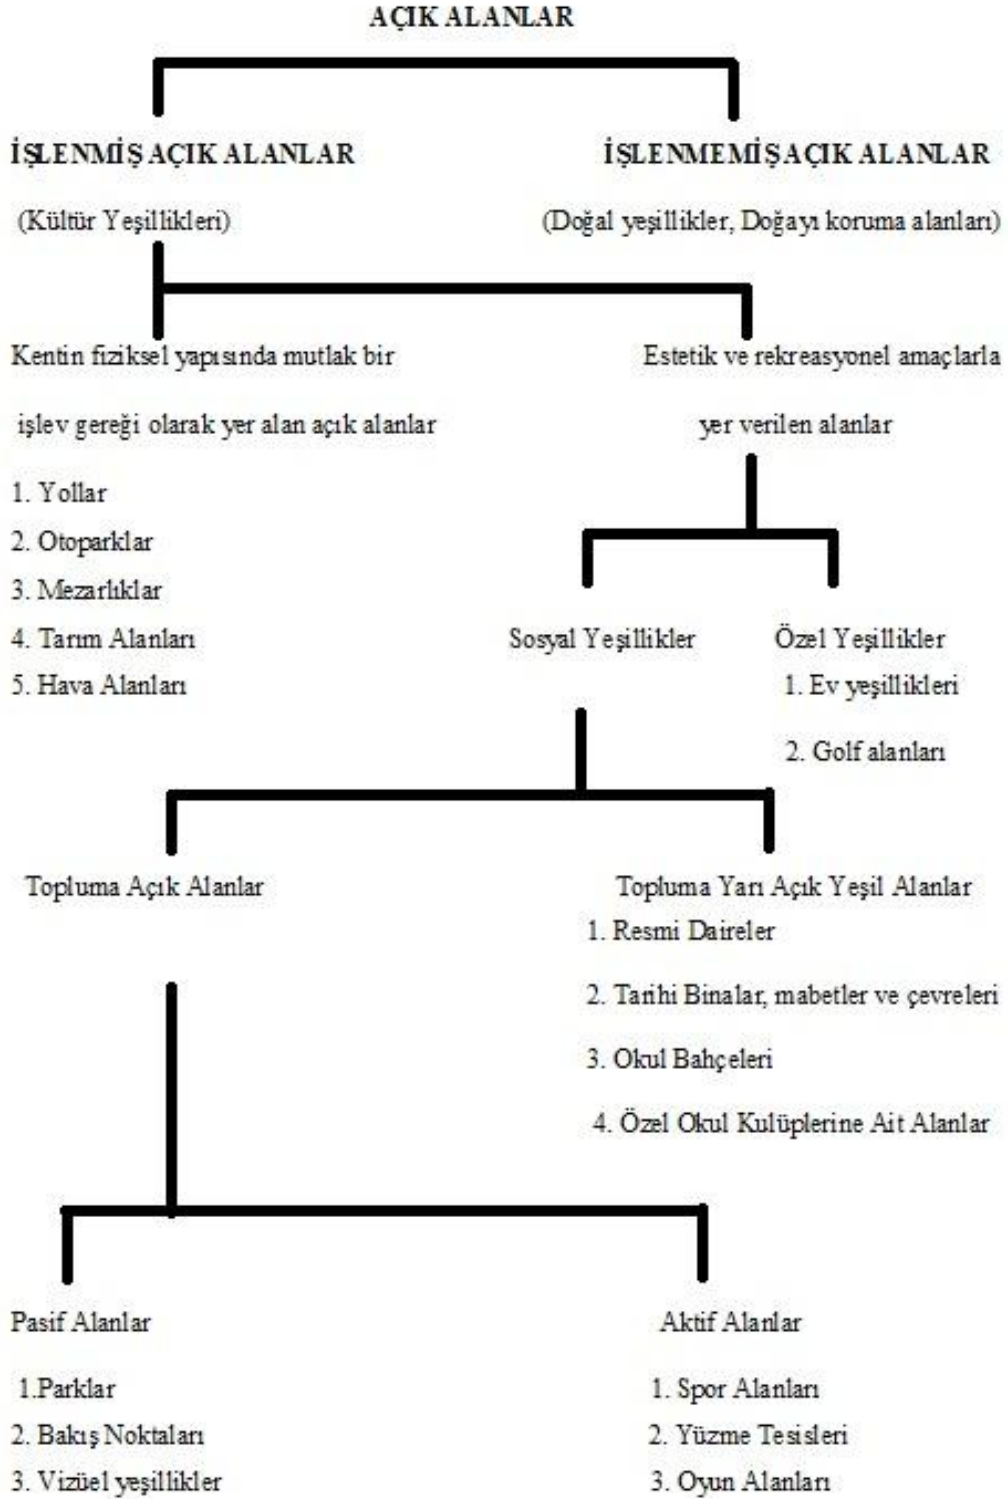 AÇIK ALANLAR
İŞLENMİŞ AÇIK ALANLAR
(Kültür Yeşillikleri)
İŞLENMEMİŞ AÇIK ALANLAR
(Doğal yeşillikler, Doğayı koruma alanları)
Kentin fiziksel yapısında mutlak bir
işlev gereği olarak yer alan açık alanlar
1. Yollar
2. Otoparklar
3. Mezarlıklar
4. Tarım Alanları
5. Hava Alanları
Estetik ve rekreasyonel amaçlarla
yer verilen alanlar
Sosyal Yeşillikler
Özel Yeşillikler
1. Ev yeşillikleri
2. Golf alanları
Topluma Açık Alanlar
Topluma Yarı Açık Yeşil Alanlar
1. Resmi Daireler
2. Tarihi Binalar, mabetler ve çevreleri
3. Okul Bahçeleri
4. Özel Okul Kulüplerine Ait Alanlar
Pasif Alanlar
1.Parklar
2. Bakış Noktaları
3. Vizüel yeşillikler
Aktif Alanlar
1. Spor Alanları
2. Yüzme Tesisleri
3. Oyun Alanları